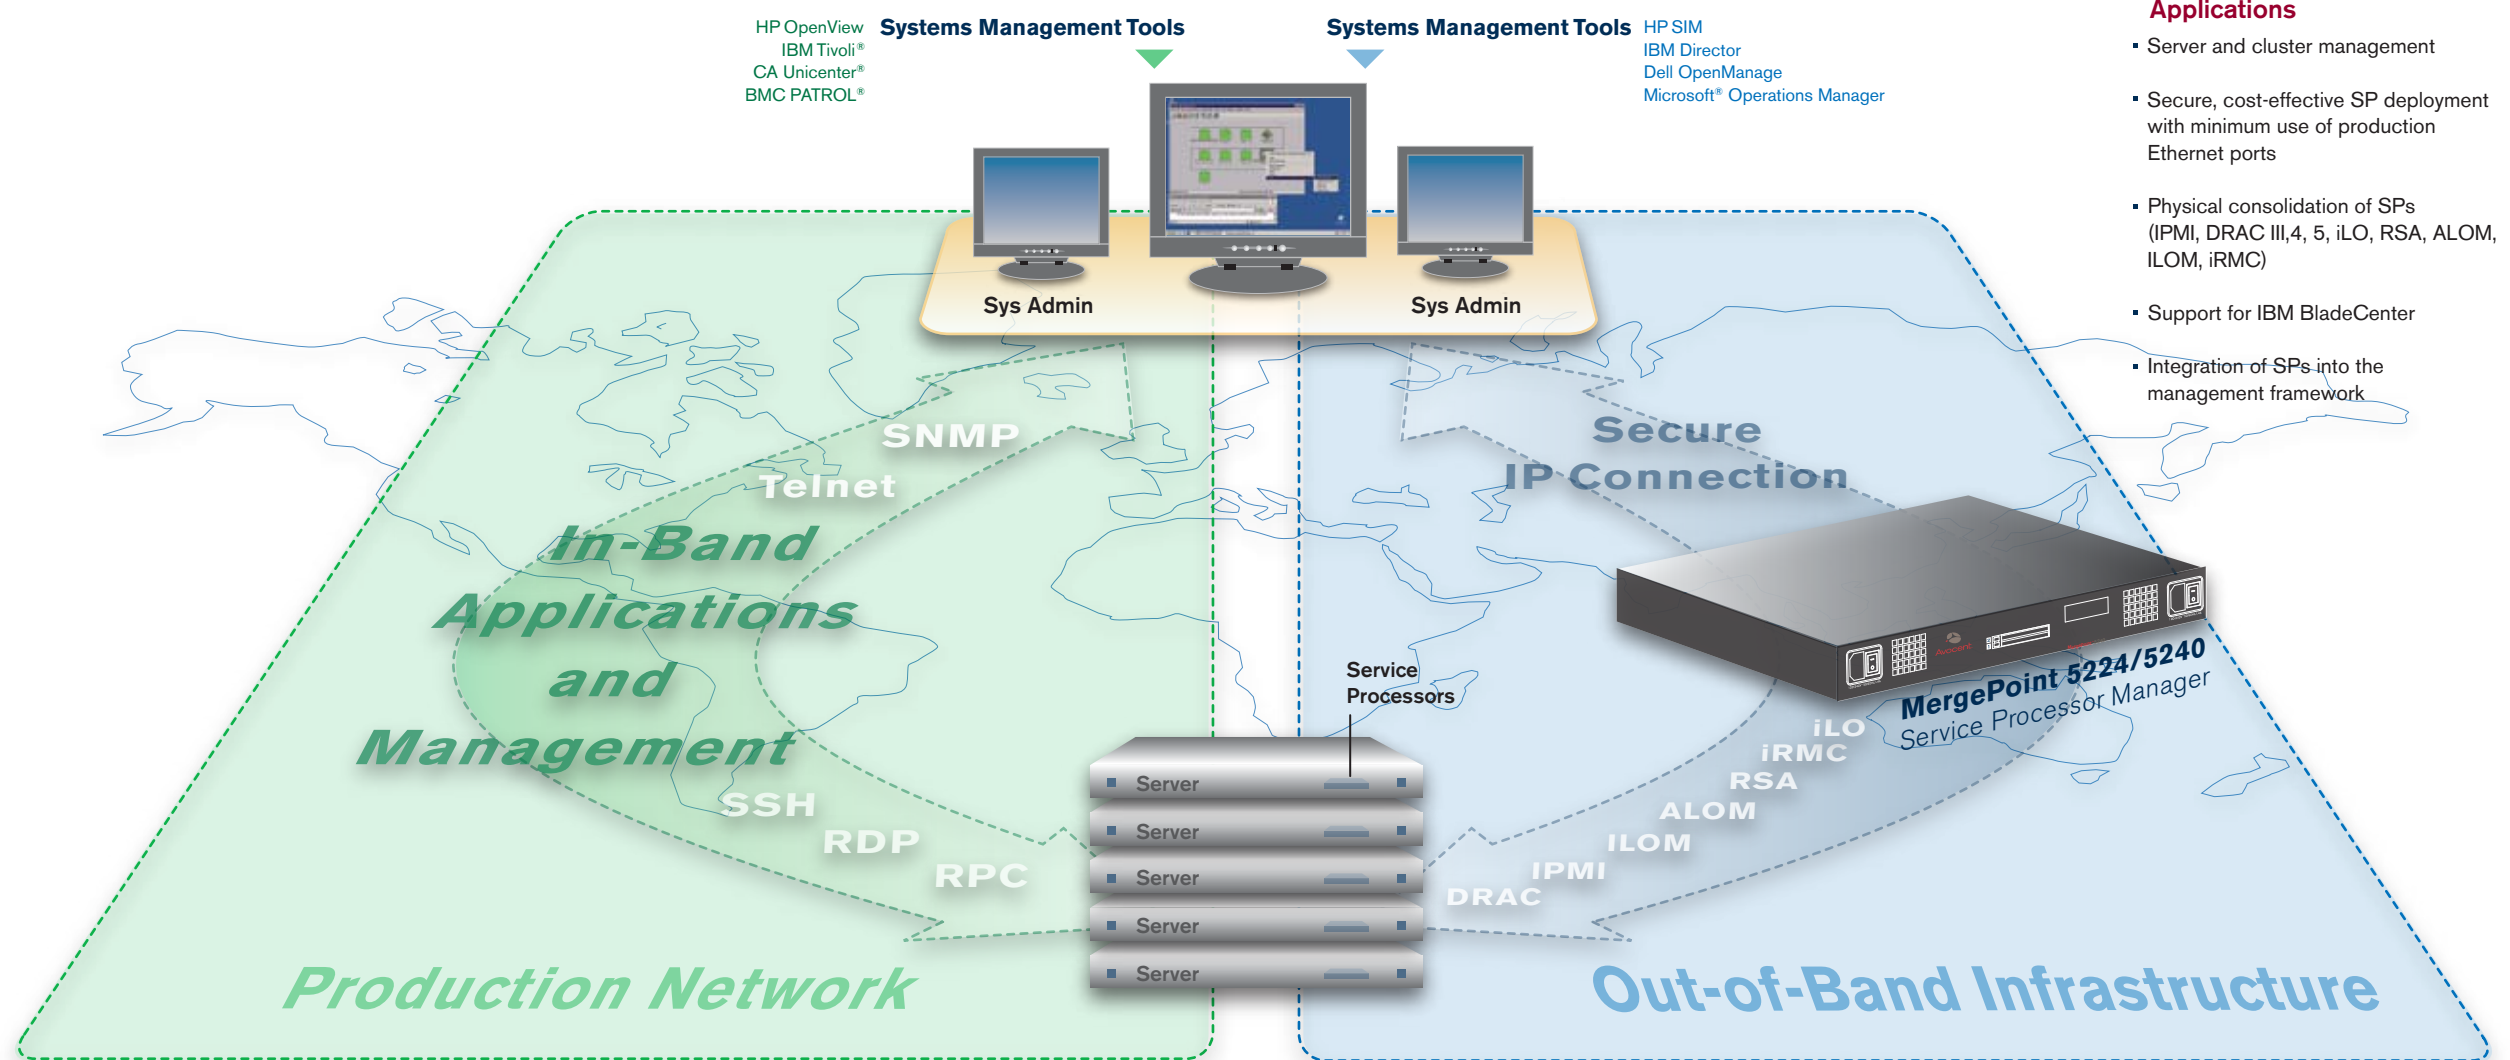 HP OpenView
IBM Tivoli®
CA Unicenter®
BMC PATROL®
Systems Management Tools
Systems Management Tools
HP SIM
IBM Director
Dell OpenManage
Microsoft® Operations Manager
Applications
▪ Server and cluster management
▪ Secure, cost-effective SP deployment
with minimum use of production
Ethernet ports
▪ Physical consolidation of SPs
(IPMI, DRAC III,4, 5, iLO, RSA, ALOM,
ILOM, iRMC)
▪ Support for IBM BladeCenter
▪ Integration of SPs into the
management framework
Sys Admin
Sys Admin
SNMP
Telnet
In-Band
Applications
and
Management
SSH
RDP
RPC
Secure
IP Connection
Avocent
MergePoint 5224/5240
Service Processor Manager
Service
Processors
iLO
iRMC
RSA
ALOM
ILOM
IPMI
DRAC
Server
Server
Server
Server
Server
Production Network
Out-of-Band Infrastructure